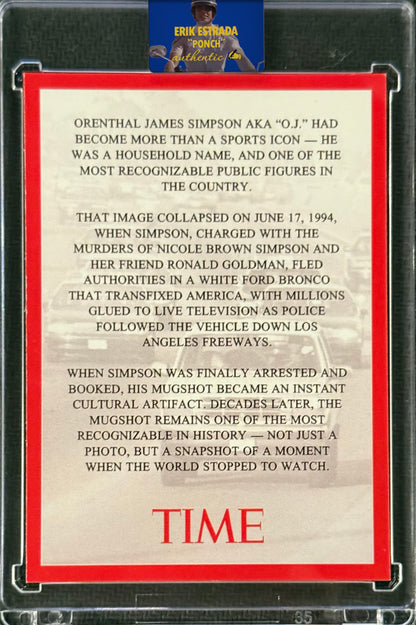 ERIK ESTRADA
"PONCH"
authentic
ORENTHAL JAMES SIMPSON AKA "O.J." HAD
BECOME MORE THAN A SPORTS ICON — HE
WAS A HOUSEHOLD NAME, AND ONE OF THE
MOST RECOGNIZABLE PUBLIC FIGURES IN
THE COUNTRY.
THAT IMAGE COLLAPSED ON JUNE 17, 1994,
WHEN SIMPSON, CHARGED WITH THE
MURDERS OF NICOLE BROWN SIMPSON AND
HER FRIEND RONALD GOLDMAN, FLED
AUTHORITIES IN A WHITE FORD BRONCO
THAT TRANSFIXED AMERICA, WITH MILLIONS
GLUED TO LIVE TELEVISION AS POLICE
FOLLOWED THE VEHICLE DOWN LOS
ANGELES FREEWAYS.
WHEN SIMPSON WAS FINALLY ARRESTED AND
BOOKED, HIS MUGSHOT BECAME AN INSTANT
CULTURAL ARTIFACT. DECADES LATER, THE
MUGSHOT REMAINS ONE OF THE MOST
RECOGNIZABLE IN HISTORY — NOT JUST A
PHOTO, BUT A SNAPSHOT OF A MOMENT
WHEN THE WORLD STOPPED TO WATCH.
TIME